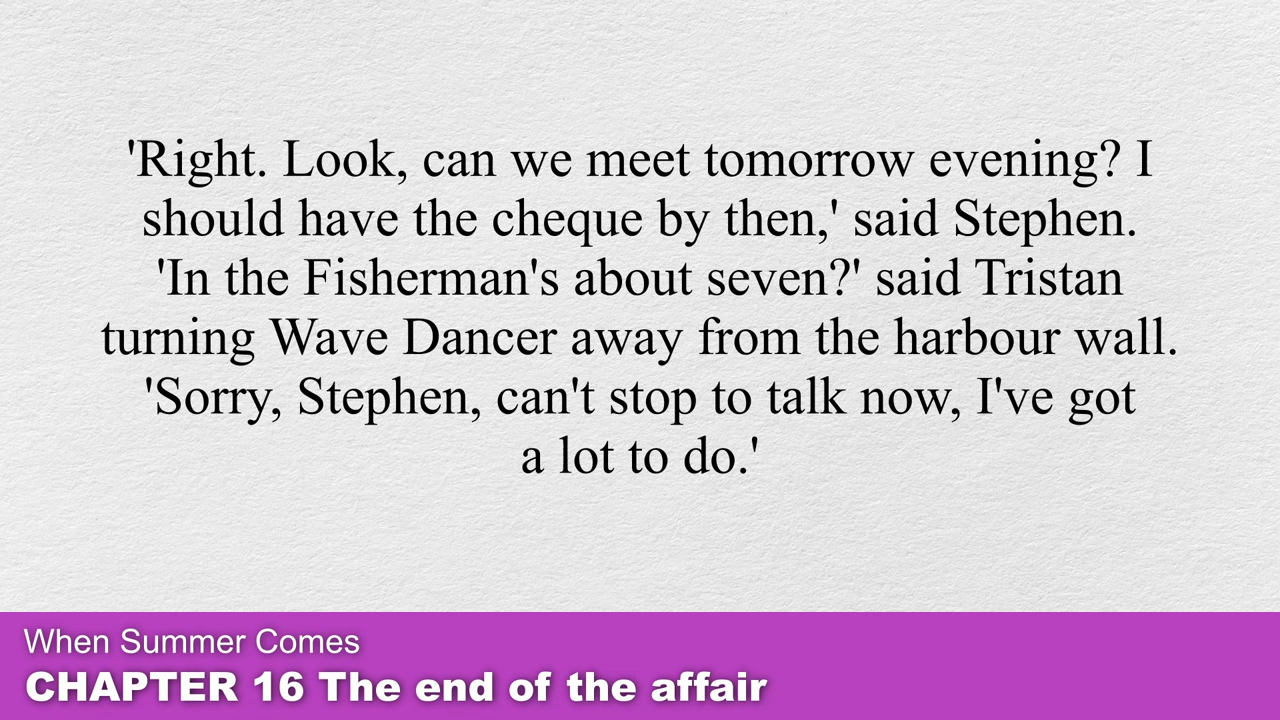 'Right. Look, can we meet tomorrow evening? I
should have the cheque by then,' said Stephen.
'In the Fisherman's about seven?' said Tristan
turning Wave Dancer away from the harbour wall.
'Sorry, Stephen, can't stop to talk now, I've got
a lot to do.'
When Summer Comes
CHAPTER 16 The end of the affair